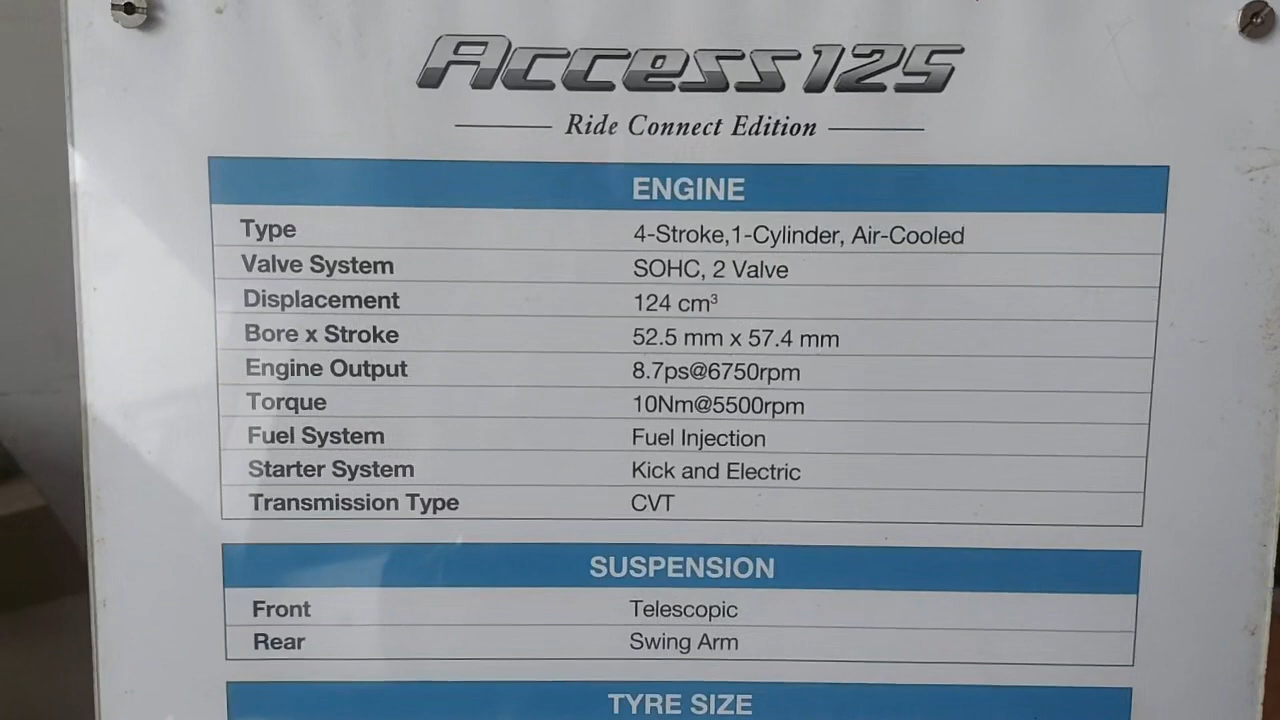 Access 125
Ride Connect Edition
ENGINE
Type 4-Stroke,1-Cylinder, Air-Cooled
Valve System SOHC, 2 Valve
Displacement 124 cm³
Bore x Stroke 52.5 mm x 57.4 mm
Engine Output 8.7ps@6750rpm
Torque 10Nm@5500rpm
Fuel System Fuel Injection
Starter System Kick and Electric
Transmission Type CVT
SUSPENSION
Front Telescopic
Rear Swing Arm
TYRE SIZE